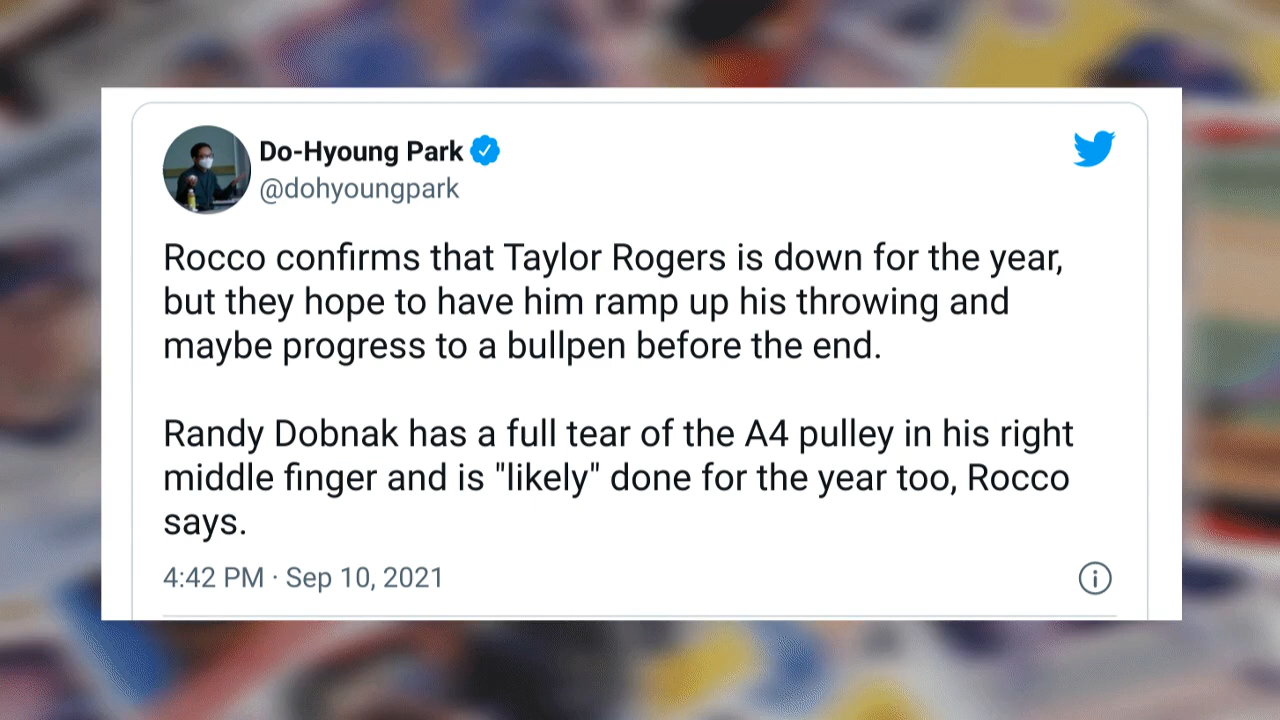 Do-Hyoung Park
@dohyoungpark
Rocco confirms that Taylor Rogers is down for the year,
but they hope to have him ramp up his throwing and
maybe progress to a bullpen before the end.
Randy Dobnak has a full tear of the A4 pulley in his right
middle finger and is "likely" done for the year too, Rocco
says.
4:42 PM · Sep 10, 2021